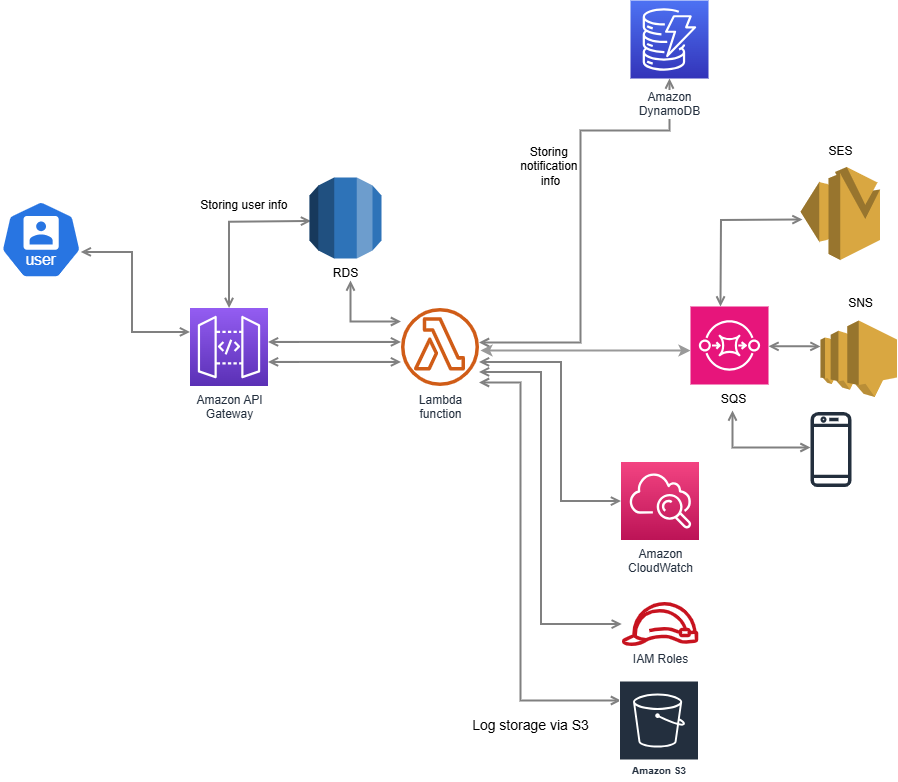 Amazon
DynamoDB
Storing
notification
info
SES
Storing user info
user
RDS
SNS
Amazon API
Gateway
Lambda
function
SQS
Amazon
CloudWatch
IAM Roles
Log storage via S3
Amazon S3